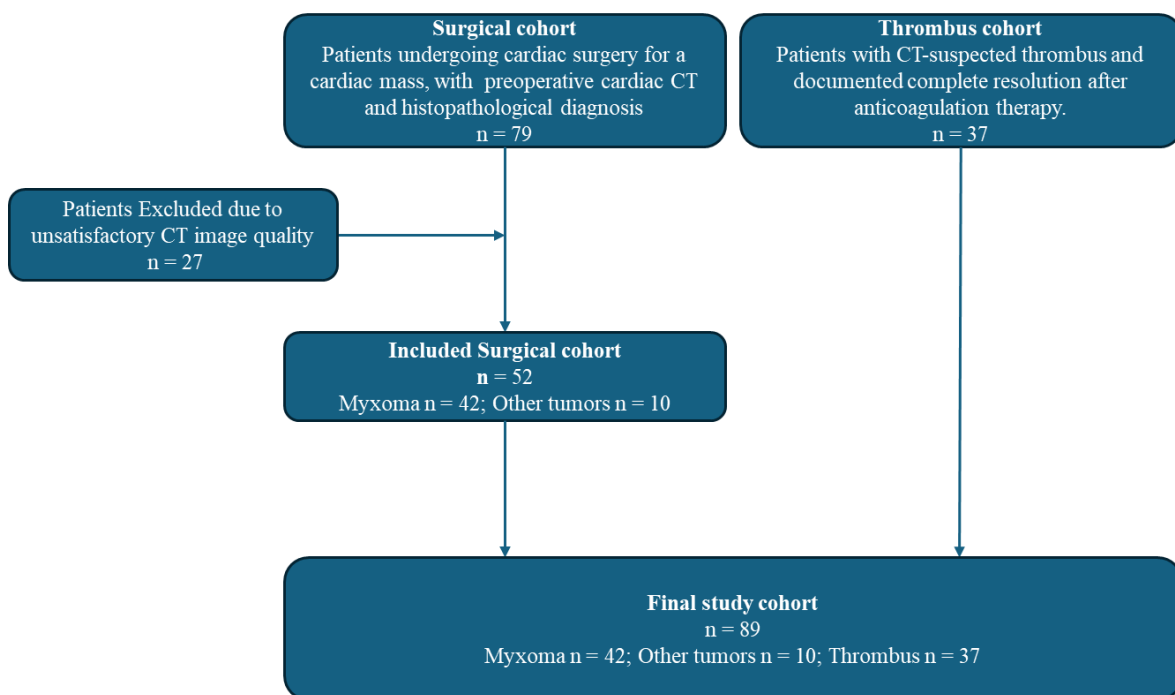 Surgical cohort
Patients undergoing cardiac surgery for a
cardiac mass, with preoperative cardiac CT
and histopathological diagnosis
n = 79
Thrombus cohort
Patients with CT-suspected thrombus and
documented complete resolution after
anticoagulation therapy.
n = 37
Patients Excluded due to
unsatisfactory CT image quality
n = 27
Included Surgical cohort
n = 52
Myxoma n = 42; Other tumors n = 10
Final study cohort
n = 89
Myxoma n = 42; Other tumors n = 10; Thrombus n = 37